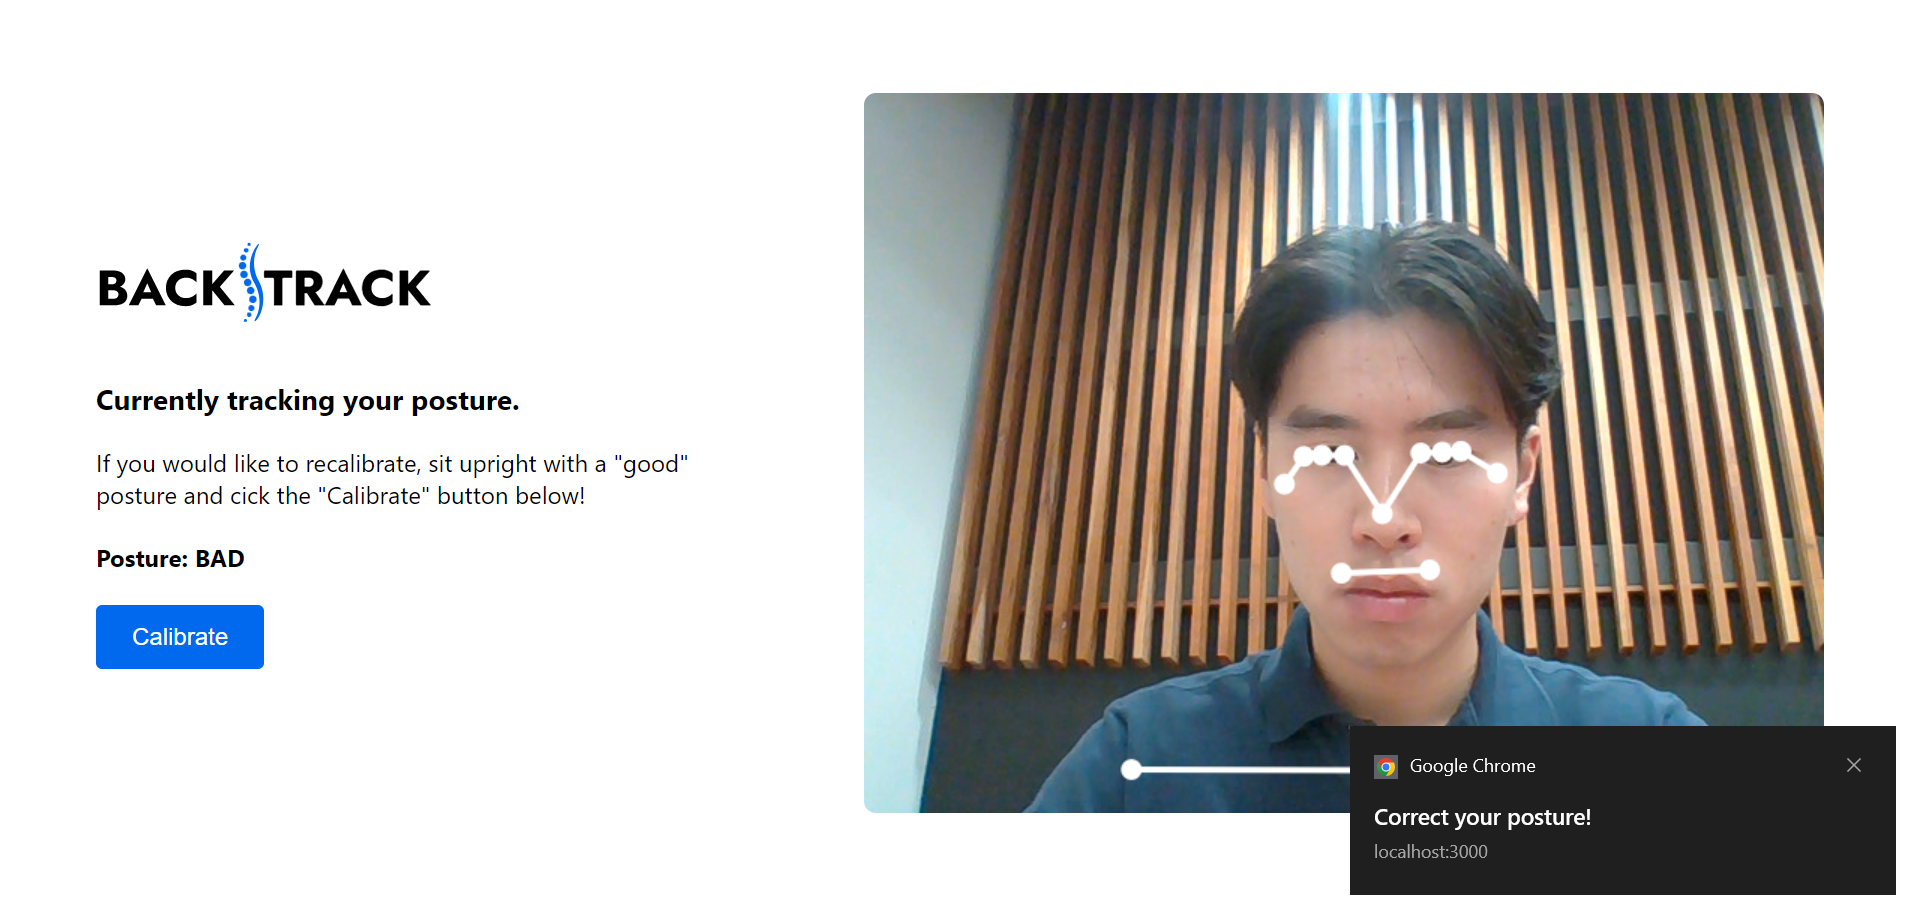 BACK TRACK
Currently tracking your posture.
If you would like to recalibrate, sit upright with a "good"
posture and cick the "Calibrate" button below!
Posture: BAD
Calibrate
Google Chrome
Correct your posture!
localhost:3000